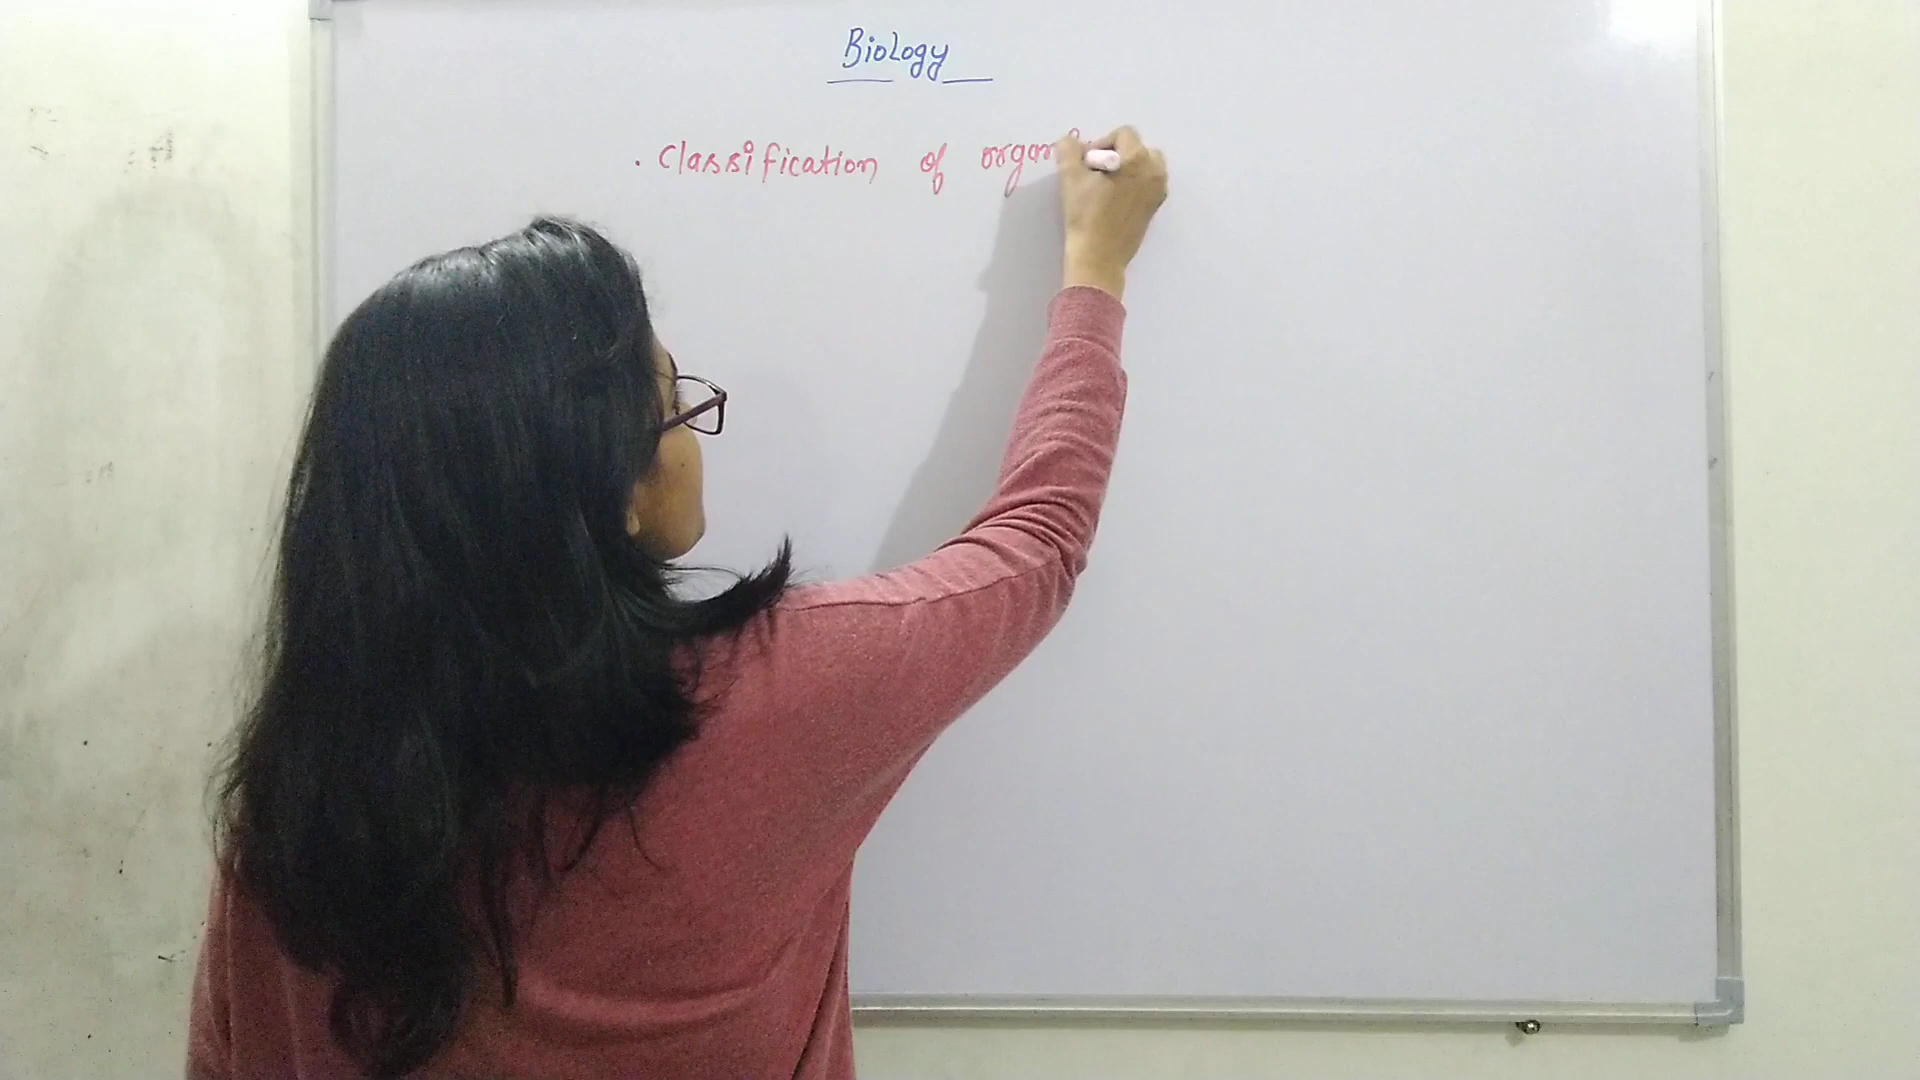 Biology
. Classification of